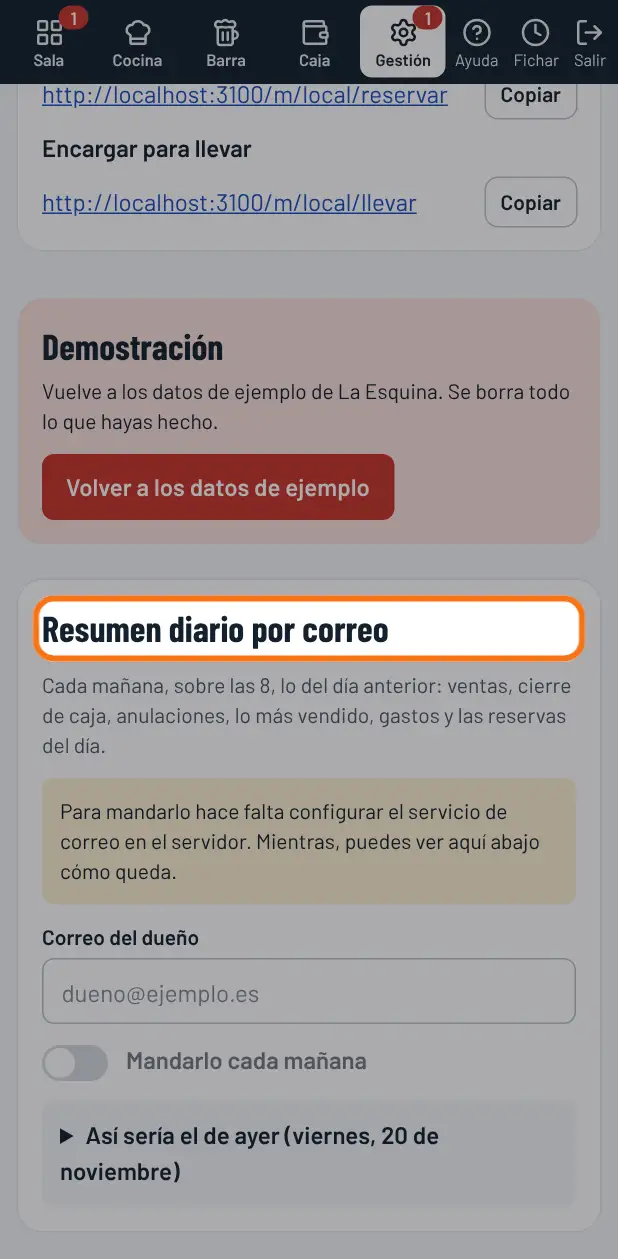 1
1
Sala
Cocina
Barra
Caja
Gestión
Ayuda
Fichar
Salir
http://localhost:3100/m/local/reservar
Copiar
Encargar para llevar
http://localhost:3100/m/local/llevar
Copiar
Demostración
Vuelve a los datos de ejemplo de La Esquina. Se borra todo
lo que hayas hecho.
Volver a los datos de ejemplo
Resumen diario por correo
Cada mañana, sobre las 8, lo del día anterior: ventas, cierre
de caja, anulaciones, lo más vendido, gastos y las reservas
del día.
Para mandarlo hace falta configurar el servicio de
correo en el servidor. Mientras, puedes ver aquí abajo
cómo queda.
Correo del dueño
dueno@ejemplo.es
Mandarlo cada mañana
Así sería el de ayer (viernes, 20 de
noviembre)